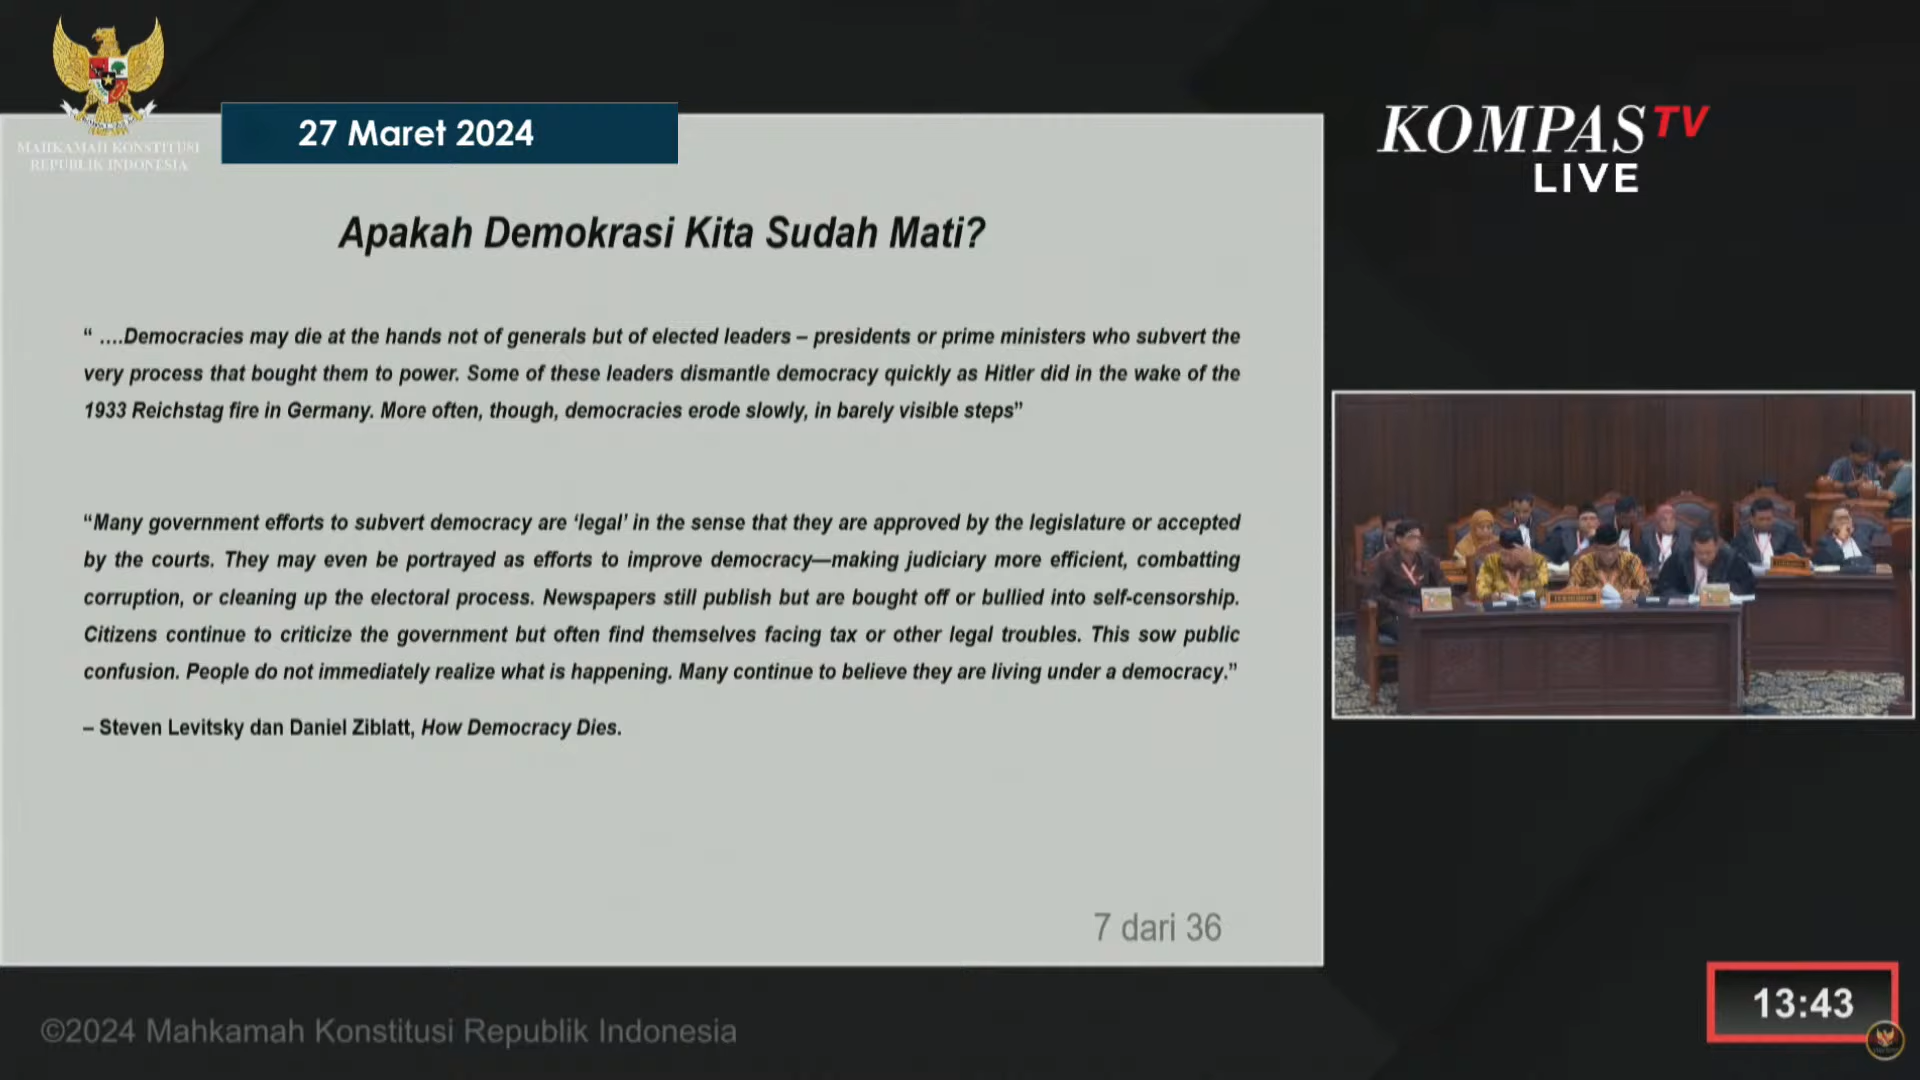 MAHKAMAH KONSTITUSI
REPUBLIK INDONESIA
27 Maret 2024
KOMPAS TV
LIVE
Apakah Demokrasi Kita Sudah Mati?
“ ....Democracies may die at the hands not of generals but of elected leaders – presidents or prime ministers who subvert the
very process that bought them to power. Some of these leaders dismantle democracy quickly as Hitler did in the wake of the
1933 Reichstag fire in Germany. More often, though, democracies erode slowly, in barely visible steps”
“Many government efforts to subvert democracy are ‘legal’ in the sense that they are approved by the legislature or accepted
by the courts. They may even be portrayed as efforts to improve democracy—making judiciary more efficient, combatting
corruption, or cleaning up the electoral process. Newspapers still publish but are bought off or bullied into self-censorship.
Citizens continue to criticize the government but often find themselves facing tax or other legal troubles. This sow public
confusion. People do not immediately realize what is happening. Many continue to believe they are living under a democracy.”
– Steven Levitsky dan Daniel Ziblatt, How Democracy Dies.
7 dari 36
13:43
©2024 Mahkamah Konstitusi Republik Indonesia